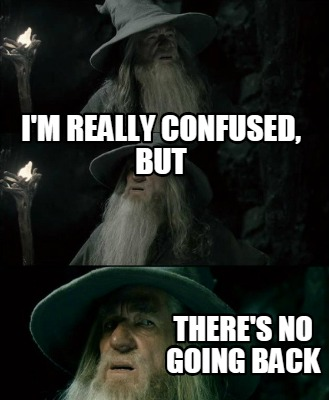 I'M REALLY CONFUSED,
BUT
THERE'S NO
GOING BACK